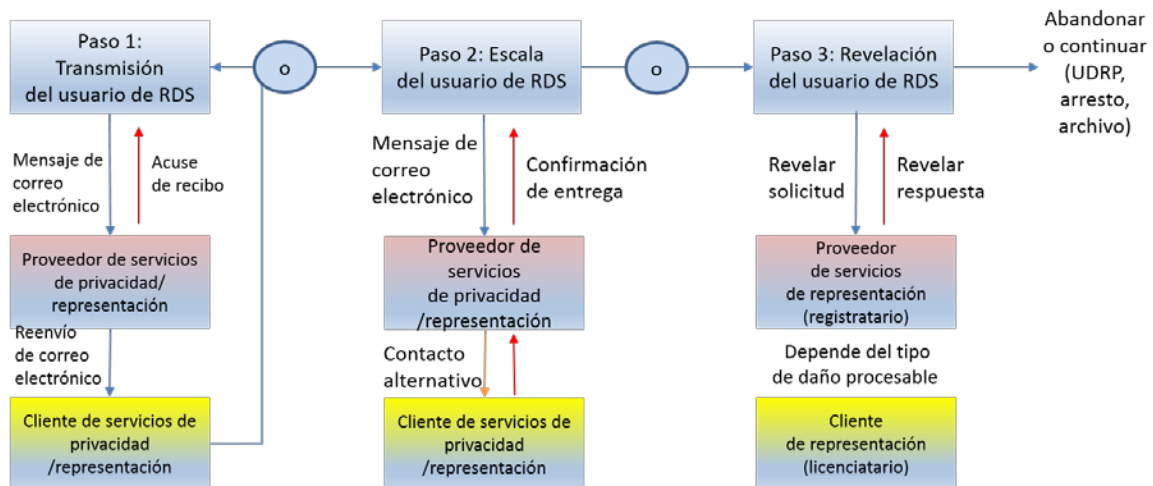 Paso 1:
Transmisión
del usuario de RDS
o
Paso 2: Escala
del usuario de RDS
o
Paso 3: Revelación
del usuario de RDS
Abandonar
o continuar
(UDRP,
arresto,
archivo)
Mensaje de
correo
electrónico
Acuse
de recibo
Mensaje de
correo
electrónico
Confirmación
de entrega
Revelar
solicitud
Revelar
respuesta
Proveedor de servicios
de privacidad/
representación
Proveedor de
servicios
de privacidad
/representación
Proveedor
de servicios
de representación
(registratario)
Reenvío
de correo
electrónico
Contacto
alternativo
Depende del tipo
de daño procesable
Cliente de servicios de
privacidad
/representación
Cliente de servicios de
privacidad
/representación
Cliente
de representación
(licenciatario)